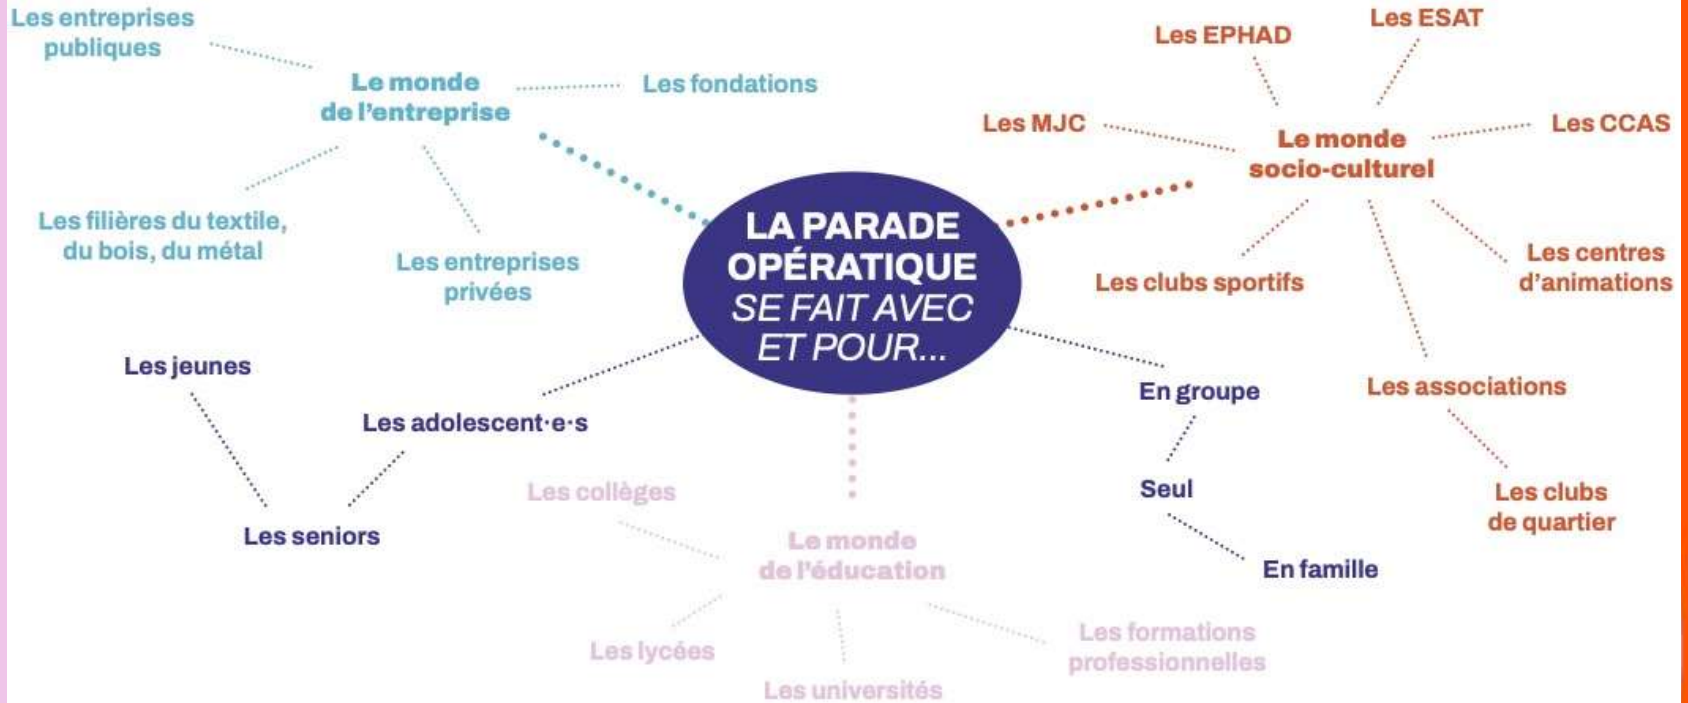 Les entreprises
publiques
Le monde
de l'entreprise
Les fondations
Les filières du textile,
du bois, du métal
Les entreprises
privées
Les EPHAD
Les ESAT
Les MJC
Le monde
socio-culturel
Les CCAS
Les clubs sportifs
Les centres
d'animations
Les associations
Les clubs
de quartier
LA PARADE
OPÉRATIQUE
SE FAIT AVEC
ET POUR...
Les jeunes
Les adolescent·e·s
Les seniors
En groupe
Seul
En famille
Les collèges
Le monde
de l'éducation
Les lycées
Les universités
Les formations
professionnelles